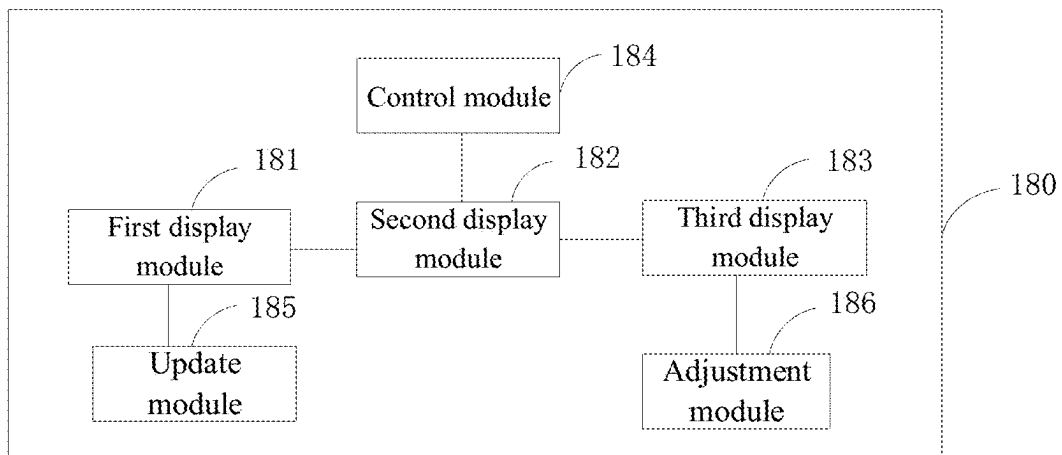 184
Control module
181
182
183
180
First display
module
Second display
module
Third display
module
185
186
Update
module
Adjustment
module